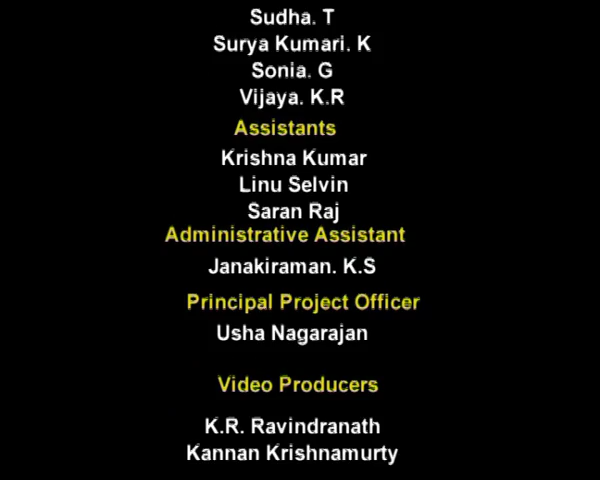 Sudha. T
Surya Kumari. K
Sonia. G
Vijaya. K.R
Assistants
Krishna Kumar
Linu Selvin
Saran Raj
Administrative Assistant
Janakiraman. K.S
Principal Project Officer
Usha Nagarajan
Video Producers
K.R. Ravindranath
Kannan Krishnamurty